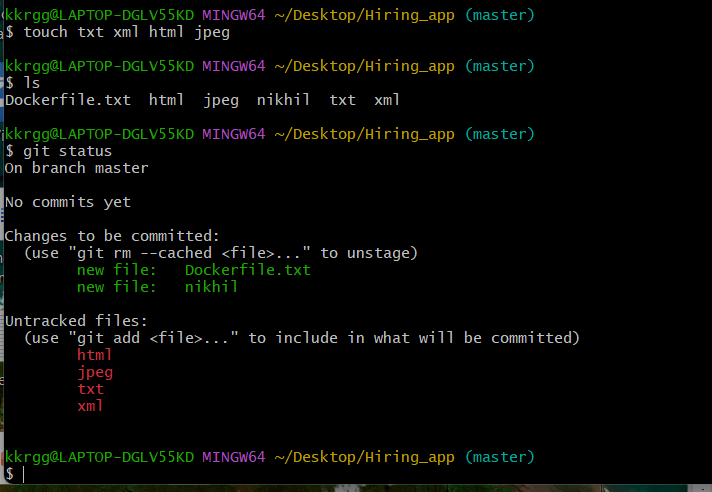 kkrgg@LAPTOP-DGLV55KD MINGW64 ~/Desktop/Hiring_app (master)
$ touch txt xml html jpeg
kkrgg@LAPTOP-DGLV55KD MINGW64 ~/Desktop/Hiring_app (master)
$ ls
Dockerfile.txt  html  jpeg  nikhil  txt  xml
kkrgg@LAPTOP-DGLV55KD MINGW64 ~/Desktop/Hiring_app (master)
$ git status
On branch master
No commits yet
Changes to be committed:
  (use "git rm --cached <file>..." to unstage)
        new file:   Dockerfile.txt
        new file:   nikhil
Untracked files:
  (use "git add <file>..." to include in what will be committed)
        html
        jpeg
        txt
        xml
kkrgg@LAPTOP-DGLV55KD MINGW64 ~/Desktop/Hiring_app (master)
$